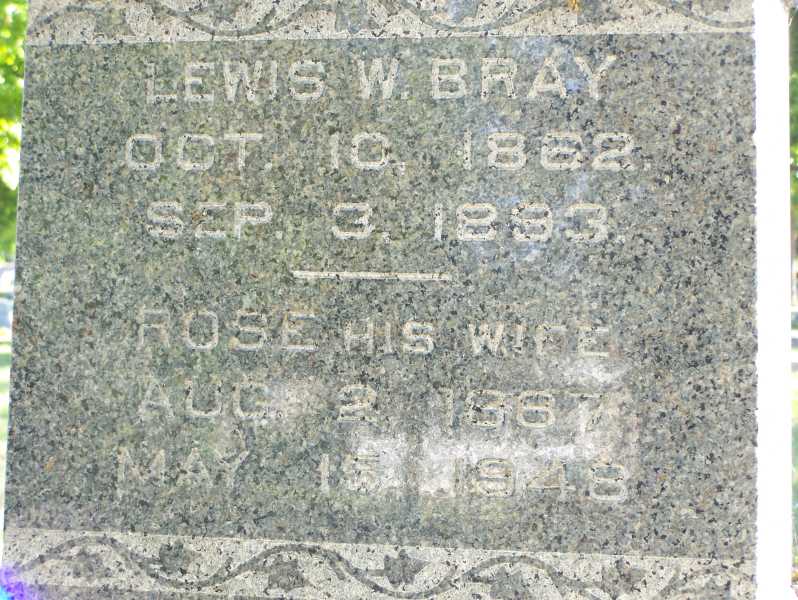 LEWIS W. BRAY
OCT. 10, 1862.
SEP. 3, 1893.
ROSE HIS WIFE
AUG. 2, 1867
MAY 15, 1948